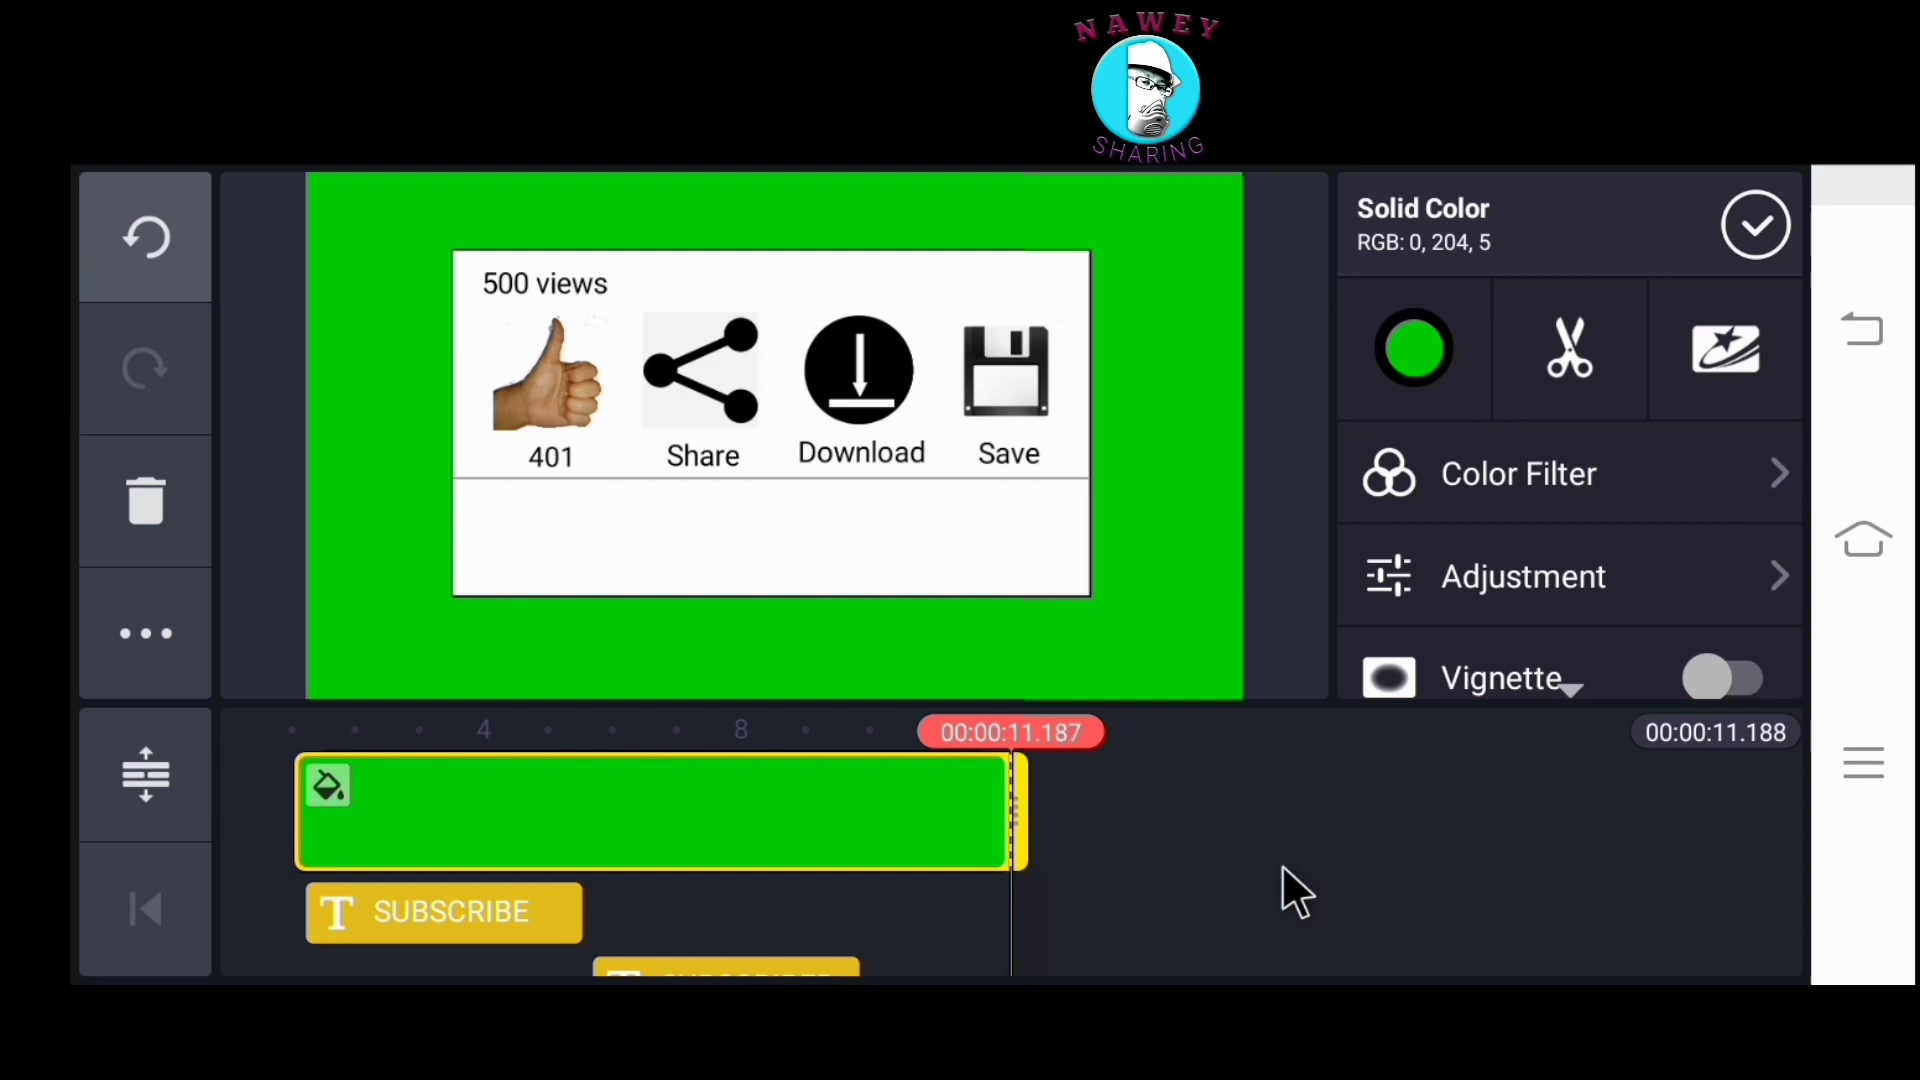 NAWEY
SHARING
Solid Color
RGB: 0, 204, 5
500 views
401
Share
Download
Save
Color Filter
Adjustment
Vignette
4
8
00:00:11.187
00:00:11.188
T SUBSCRIBE